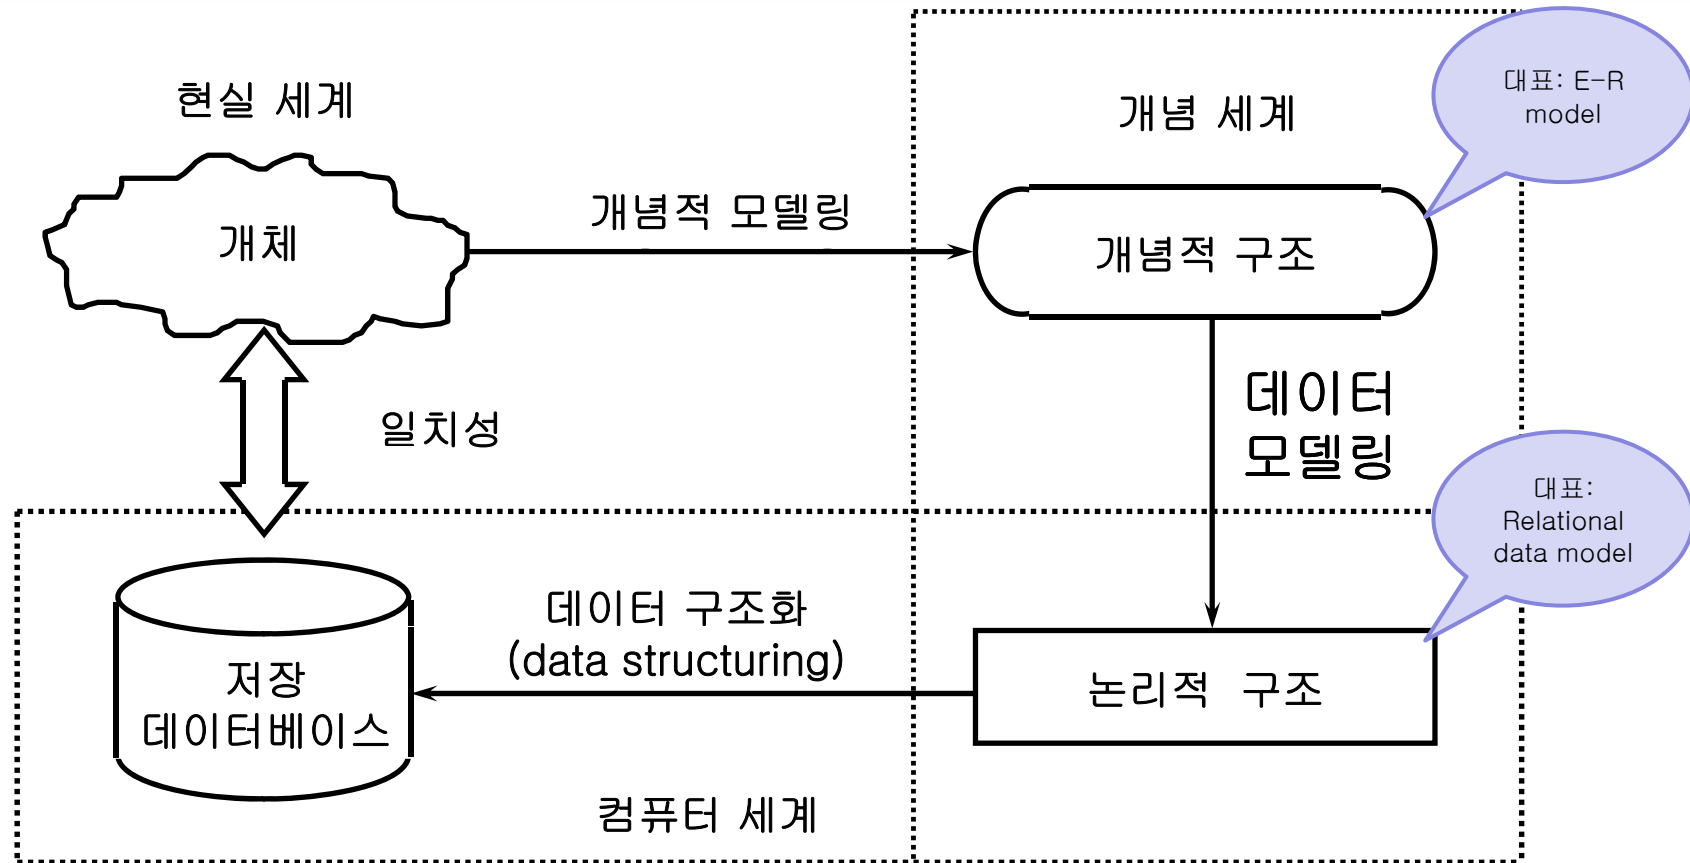 현실 세계
개념 세계
대표: E-R
model
개체
개념적 모델링
개념적 구조
일치성
데이터
모델링
대표:
Relational
data model
데이터 구조화
(data structuring)
저장
데이터베이스
논리적 구조
컴퓨터 세계